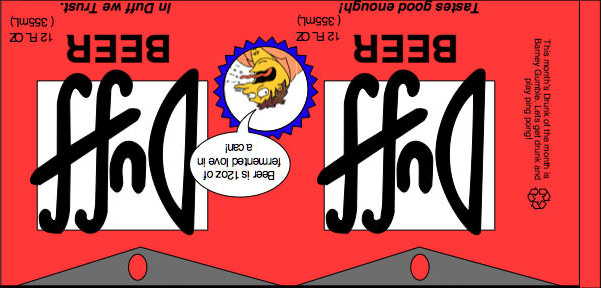 Duff
BEER
12 FL OZ
(355mL)
Tastes good enough!
Beer is 12oz of
fermented love in
a can!
Duff
BEER
12 FL OZ
(355mL)
In Duff we Trust.
This month's Drunk of the month is
Barney Gumble. Lets get drunk and
play ping pong!